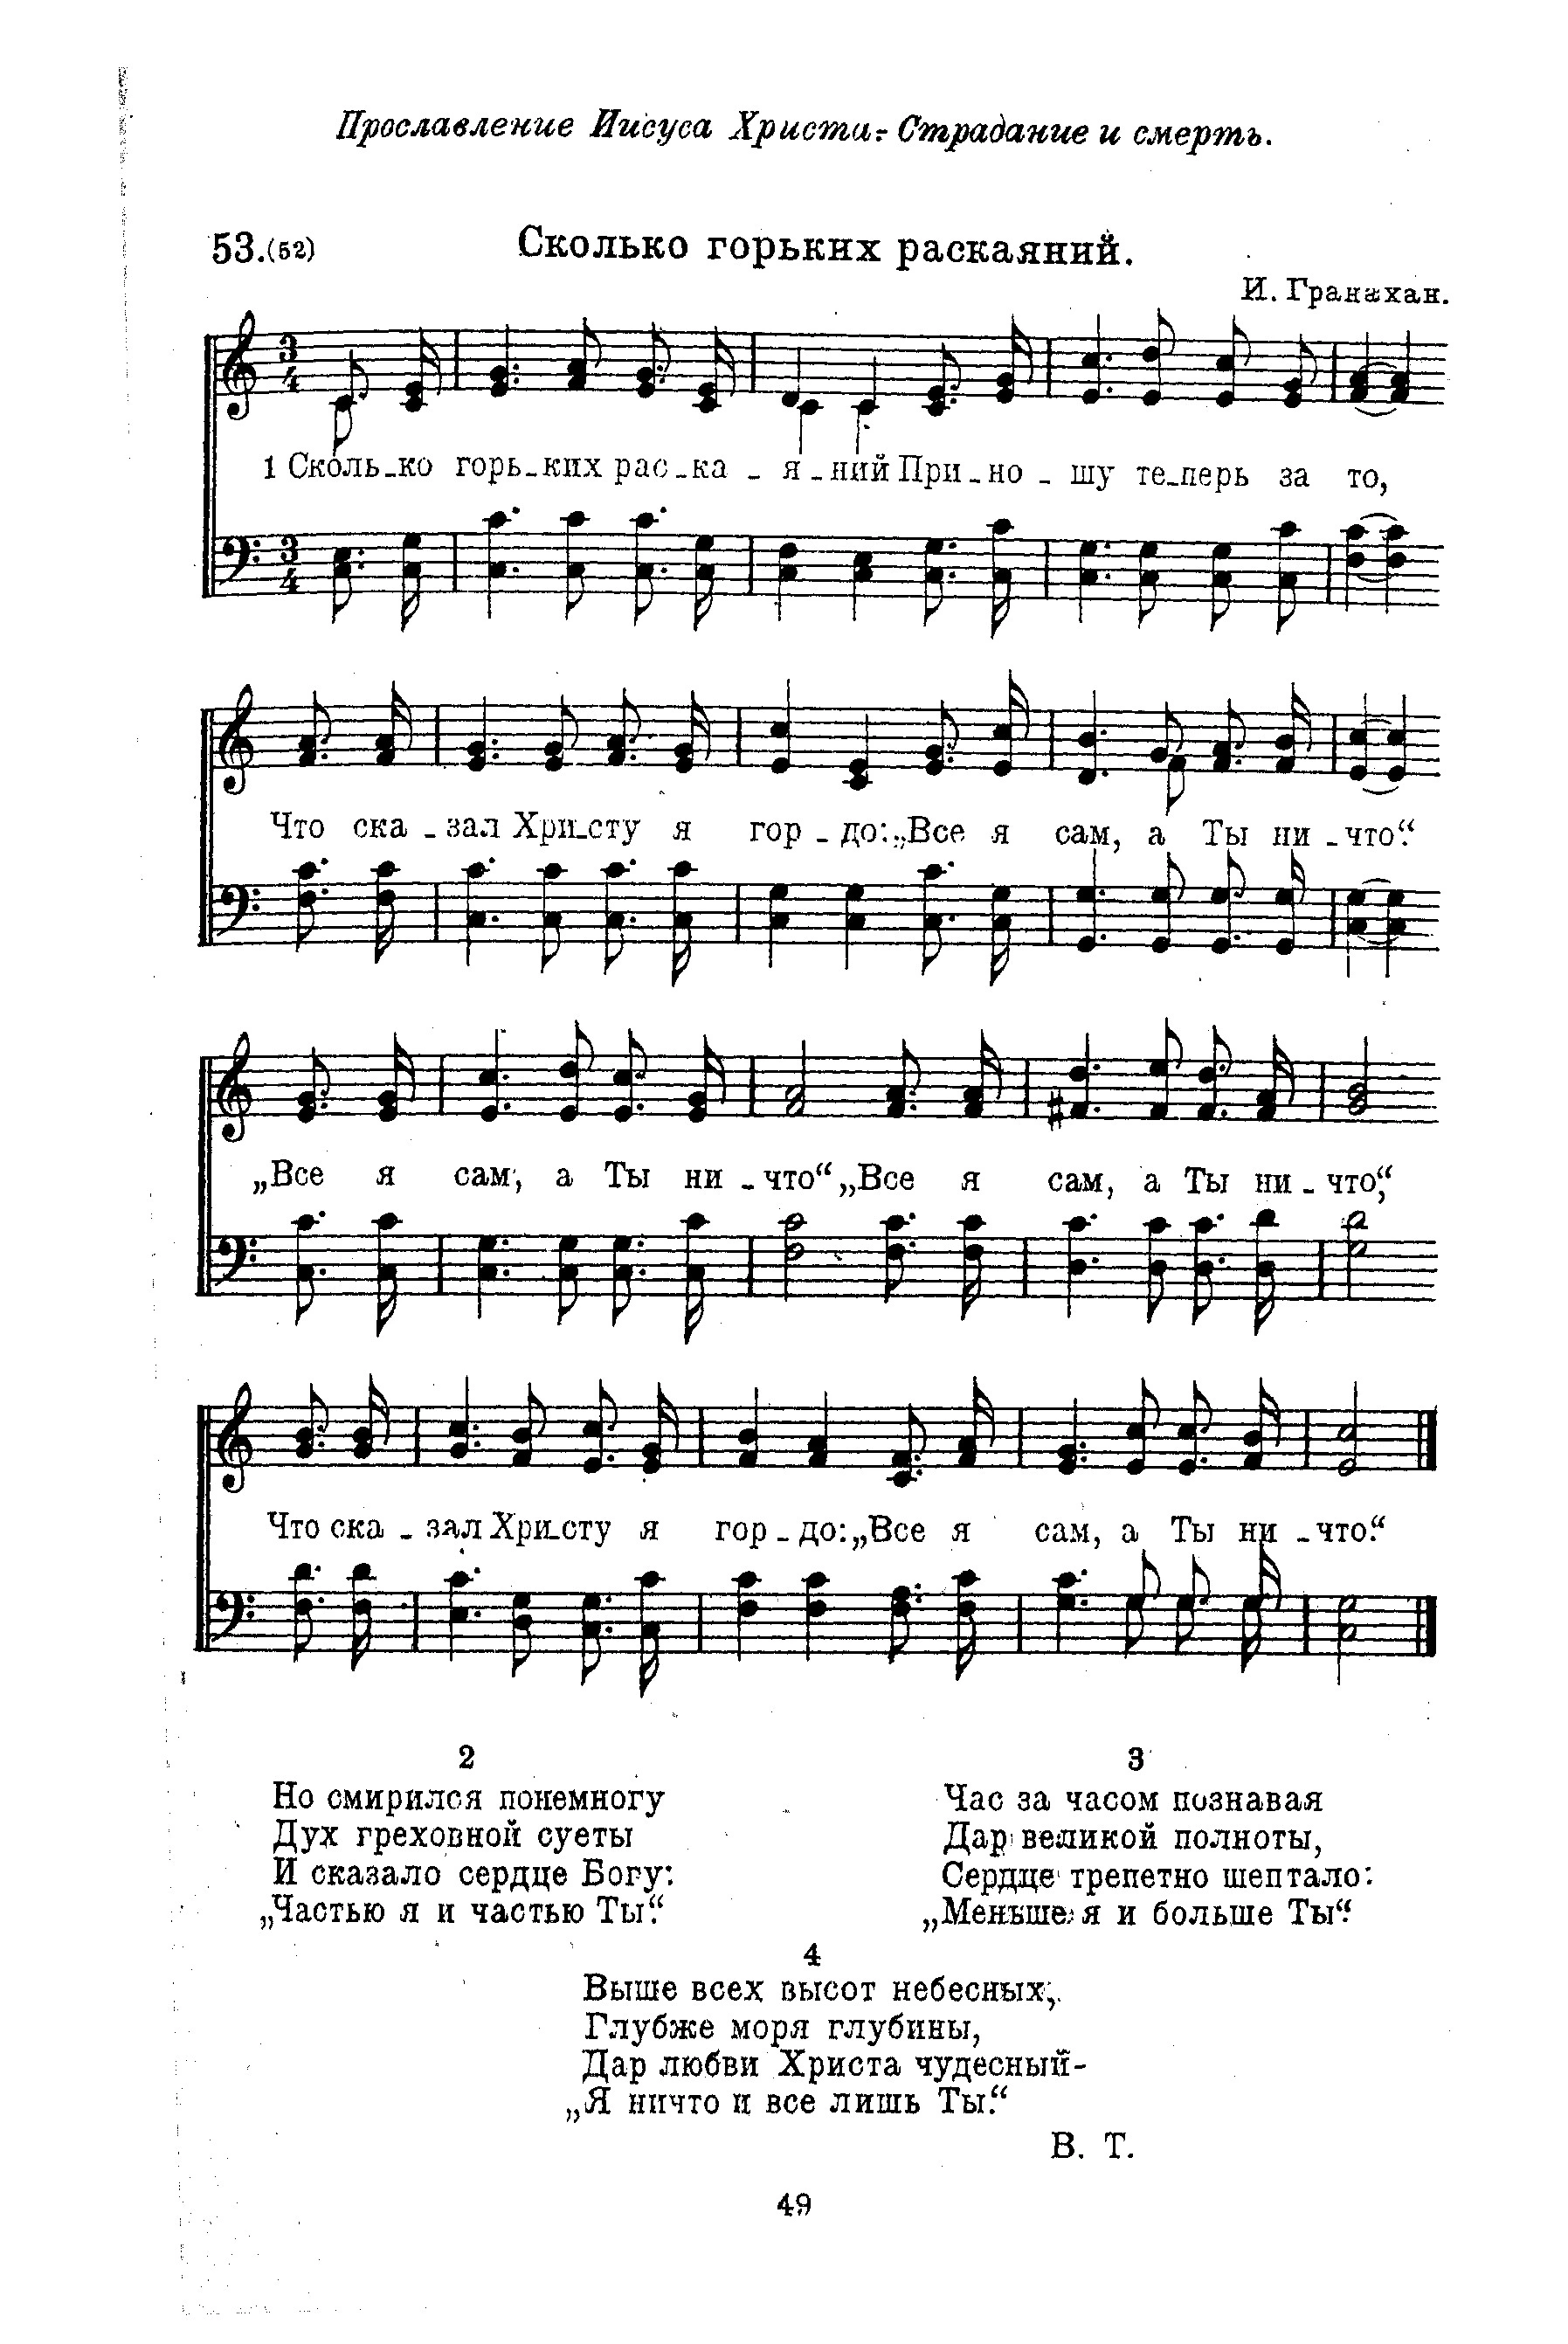 Прославление Иисуса Христа. Страдание и смерть.
53.(52)
Сколько горьких раскаяний.
И. Гранахан.
1 Сколь-ко горь-ких рас-ка - я - ний При-но - шу те-перь за то,
Что ска - зал Хри-сту я гор - до: „Все я сам, а Ты ни - что“.
„Все я сам, а Ты ни - что“ „Все я сам, а Ты ни - что“,
Что ска - зал Хри-сту я гор - до: „Все я сам, а Ты ни - что“.
2
Но смирился понемногу
Дух греховной суеты
И сказало сердце Богу:
„Частью я и частью Ты“.
3
Час за часом познавая
Дар великой полноты,
Сердце трепетно шептало:
„Меньше я и больше Ты“.
4
Выше всех высот небесных,
Глубже моря глубины,
Дар любви Христа чудесный-
„Я ничто и все лишь Ты“.
В. Т.
49